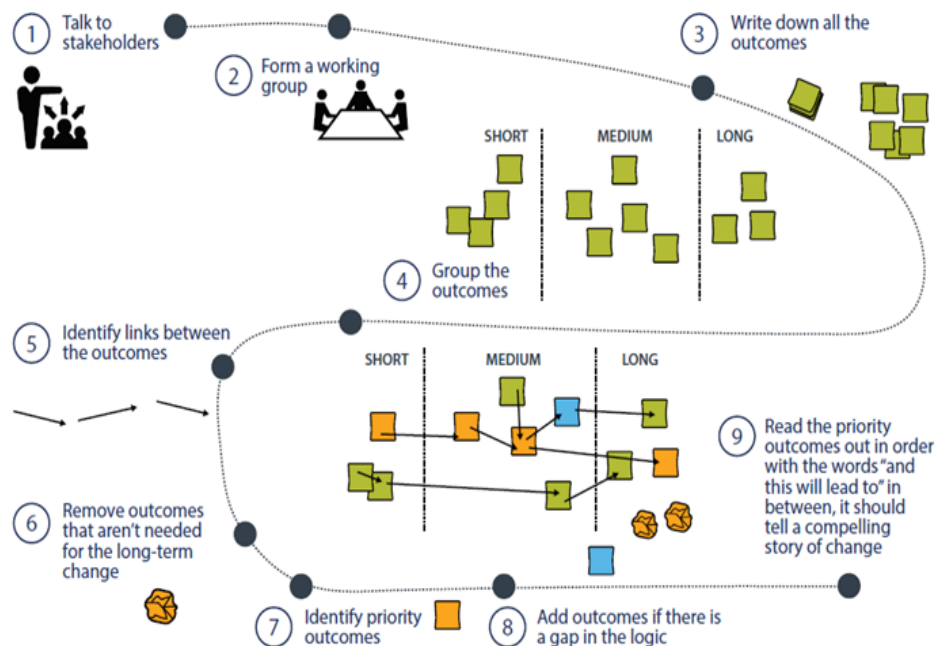 1
Talk to
stakeholders
2
Form a
working
group
3
Write down all the
outcomes
SHORT
MEDIUM
LONG
4
Group the
outcomes
5
Identify links between
the outcomes
SHORT
MEDIUM
LONG
6
Remove outcomes
that aren't needed
for the long-term
change
7
Identify priority
outcomes
8
Add outcomes if there is
a gap in the logic
9
Read the priority
outcomes out in order
with the words "and
this will lead to" in
between, it should
tell a compelling
story of change